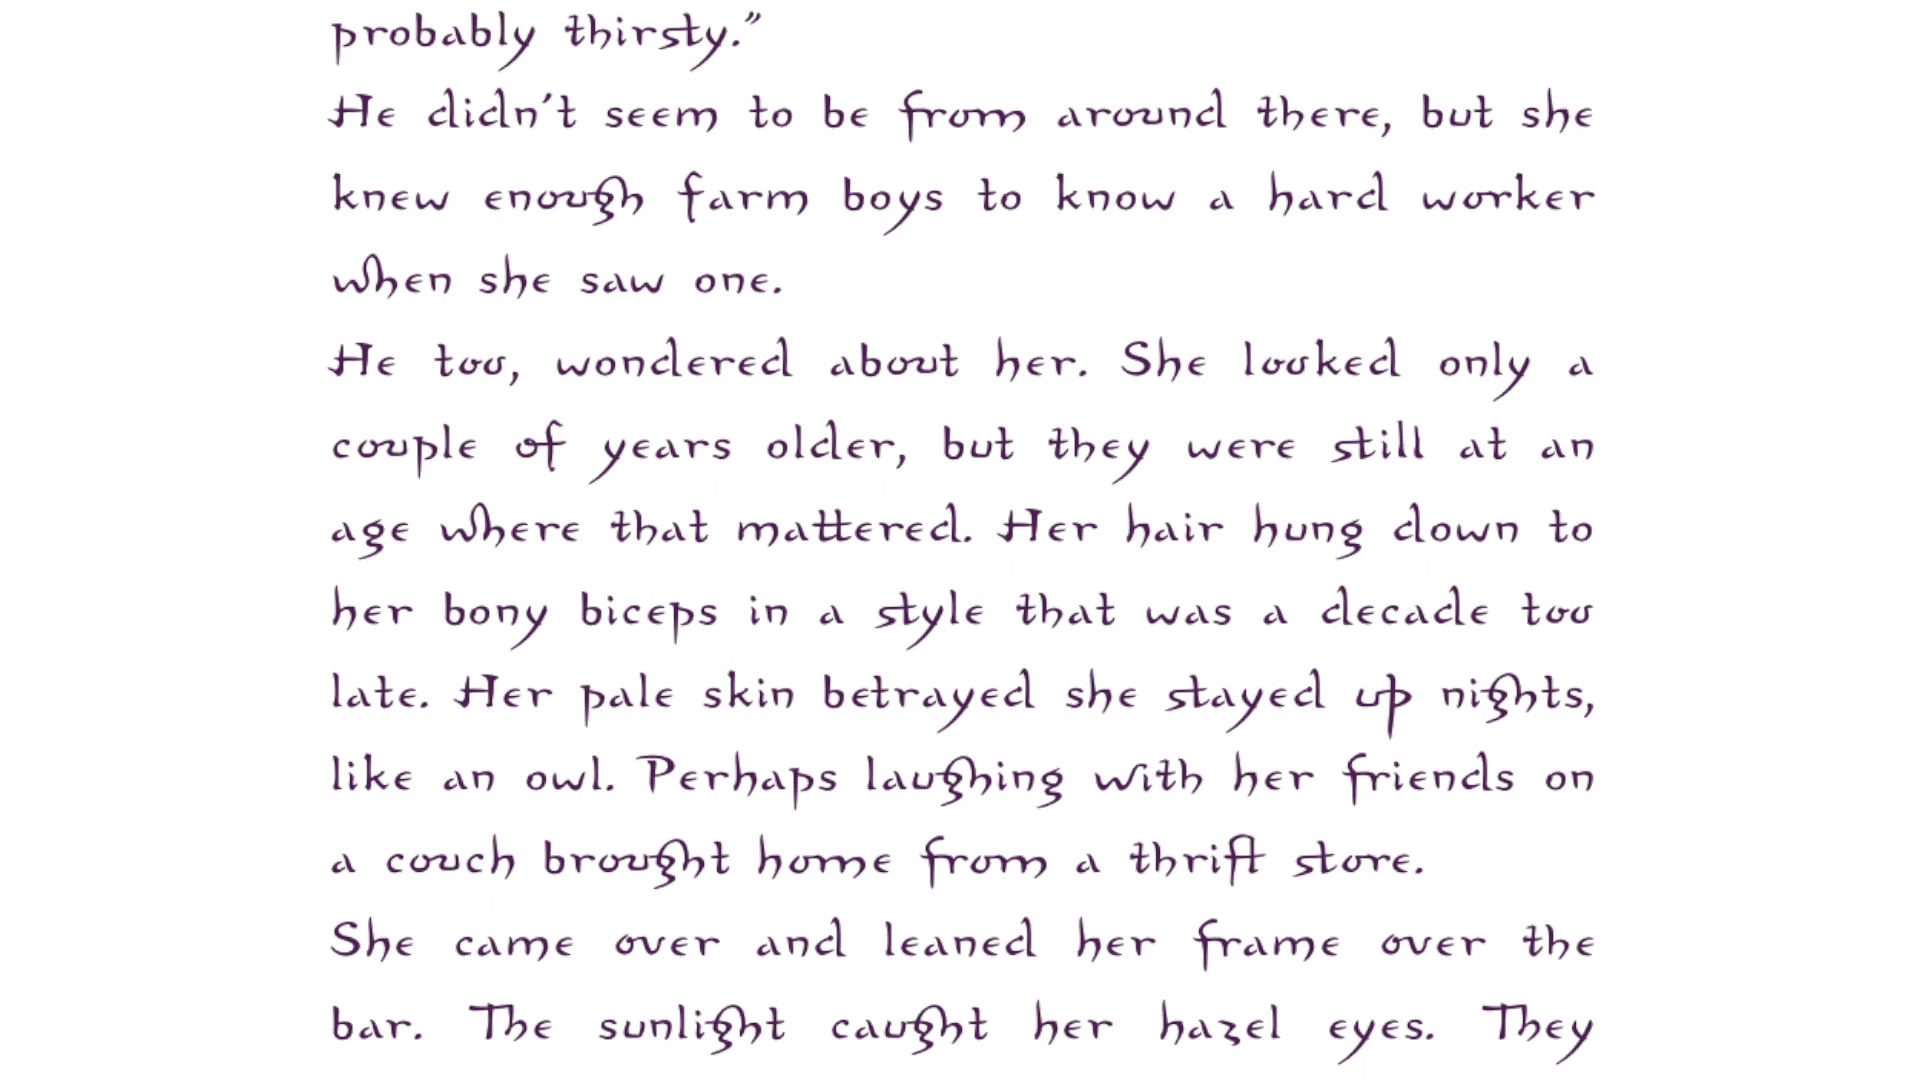 probably thirsty.”
He didn’t seem to be from around there, but she
knew enough farm boys to know a hard worker
when she saw one.
He too, wondered about her. She looked only a
couple of years older, but they were still at an
age where that mattered. Her hair hung down to
her bony biceps in a style that was a decade too
late. Her pale skin betrayed she stayed up nights,
like an owl. Perhaps laughing with her friends on
a couch brought home from a thrift store.
She came over and leaned her frame over the
bar. The sunlight caught her hazel eyes. They